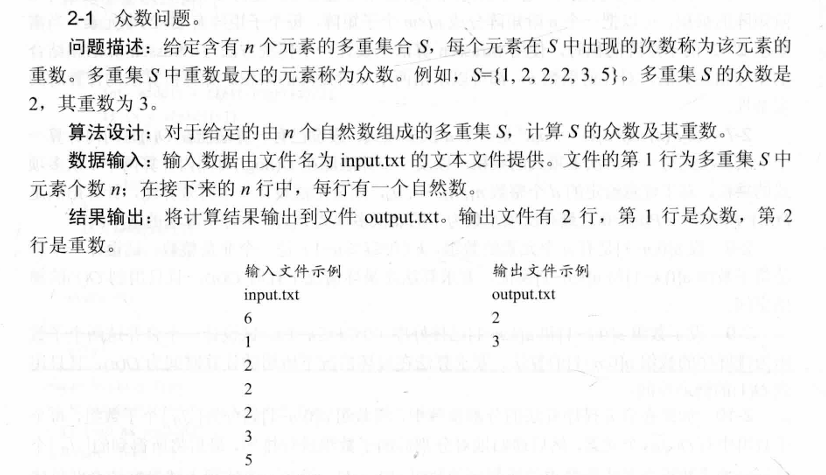 2-1 众数问题。
问题描述：给定含有 n 个元素的多重集合 S，每个元素在 S 中出现的次数称为该元素的
重数。多重集 S 中重数最大的元素称为众数。例如，S={1, 2, 2, 2, 3, 5}。多重集 S 的众数是
2，其重数为 3。
算法设计：对于给定的由 n 个自然数组成的多重集 S，计算 S 的众数及其重数。
数据输入：输入数据由文件名为 input.txt 的文本文件提供。文件的第 1 行为多重集 S 中
元素个数 n；在接下来的 n 行中，每行有一个自然数。
结果输出：将计算结果输出到文件 output.txt。输出文件有 2 行，第 1 行是众数，第 2
行是重数。
输入文件示例 输出文件示例
input.txt output.txt
6 2
1 3
2
2
2
3
5